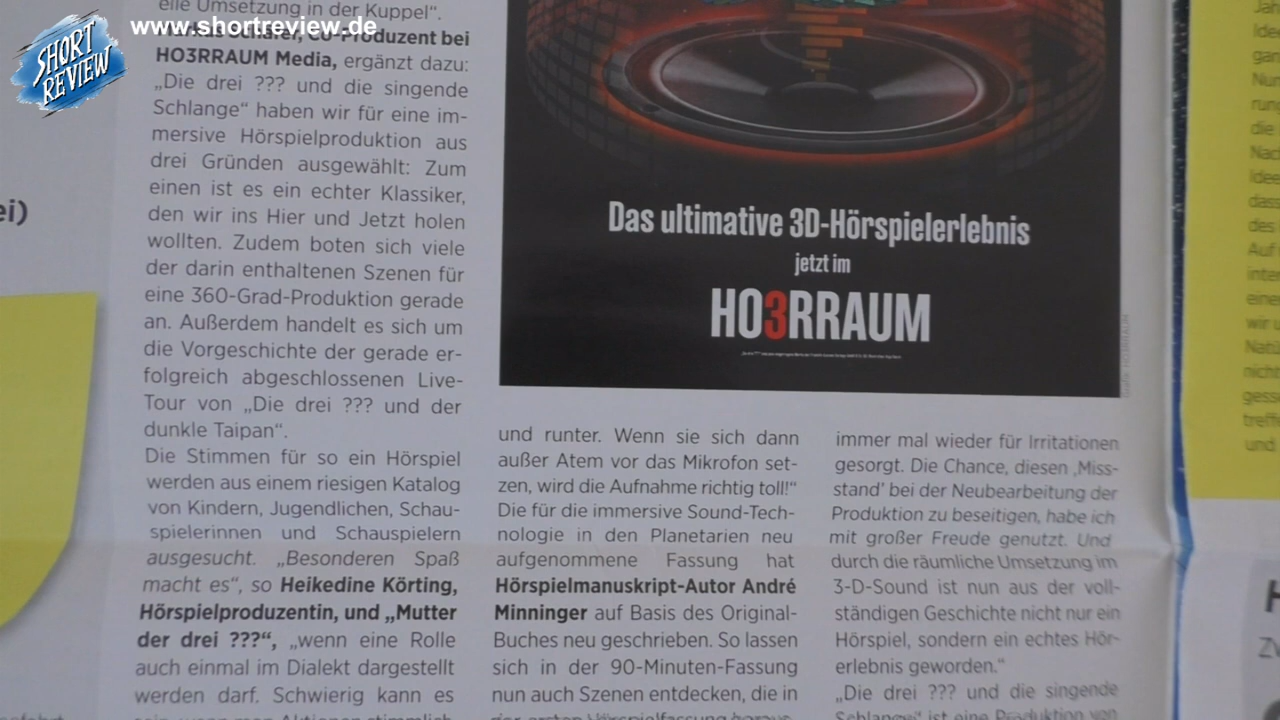 www.shortreview.de
SHORT
REVIEW
elle Umsetzung in der Kuppel“.
Co-Produzent bei
HO3RRAUM Media, ergänzt dazu:
„Die drei ??? und die singende
Schlange“ haben wir für eine im-
mersive Hörspielproduktion aus
drei Gründen ausgewählt: Zum
einen ist es ein echter Klassiker,
den wir ins Hier und Jetzt holen
wollten. Zudem boten sich viele
der darin enthaltenen Szenen für
eine 360-Grad-Produktion gerade
an. Außerdem handelt es sich um
die Vorgeschichte der gerade er-
folgreich abgeschlossenen Live-
Tour von „Die drei ??? und der
dunkle Taipan“.
Die Stimmen für so ein Hörspiel
werden aus einem riesigen Katalog
von Kindern, Jugendlichen, Schau-
spielerinnen und Schauspielern
ausgesucht. „Besonderen Spaß
macht es“, so Heikedine Körting,
Hörspielproduzentin, und „Mutter
der drei ???“, „wenn eine Rolle
auch einmal im Dialekt dargestellt
werden darf. Schwierig kann es
Das ultimative 3D-Hörspielerlebnis
jetzt im
HO3RRAUM
und runter. Wenn sie sich dann
außer Atem vor das Mikrofon set-
zen, wird die Aufnahme richtig toll!“
Die für die immersive Sound-Tech-
nologie in den Planetarien neu
aufgenommene Fassung hat
Hörspielmanuskript-Autor André
Minninger auf Basis des Original-
Buches neu geschrieben. So lassen
sich in der 90-Minuten-Fassung
nun auch Szenen entdecken, die in
immer mal wieder für Irritationen
gesorgt. Die Chance, diesen ‚Miss-
stand‘ bei der Neubearbeitung der
Produktion zu beseitigen, habe ich
mit großer Freude genutzt. Und
durch die räumliche Umsetzung im
3-D-Sound ist nun aus der voll-
ständigen Geschichte nicht nur ein
Hörspiel, sondern ein echtes Hör-
erlebnis geworden.“
„Die drei ??? und die singende
Schlange“ ist eine Produktion von